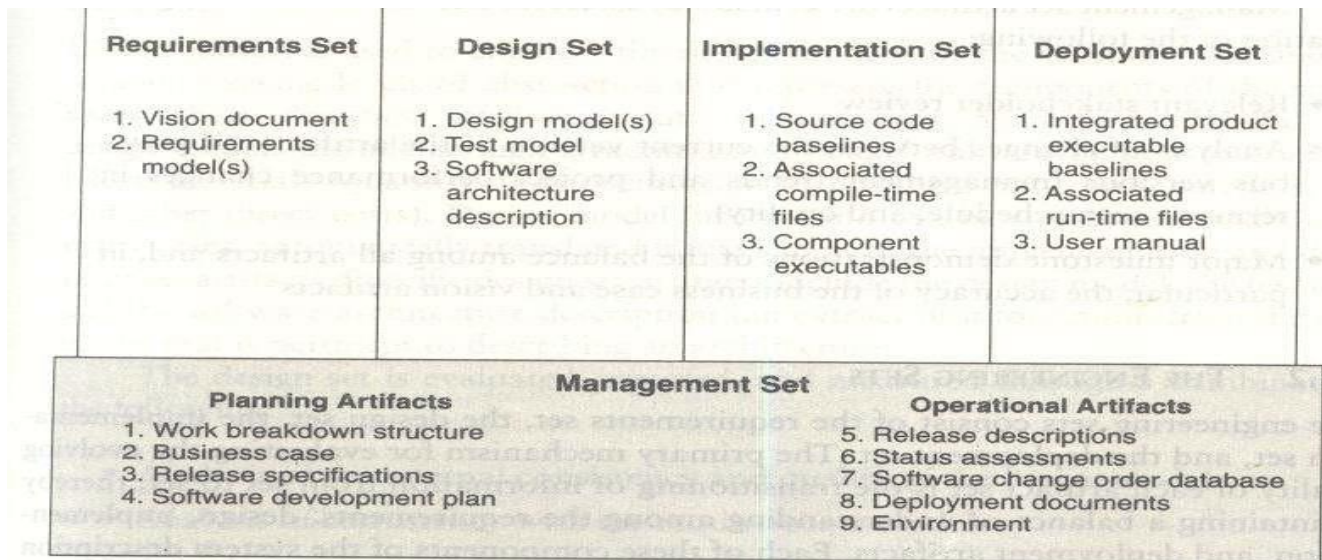 Requirements Set
1. Vision document
2. Requirements
model(s)
Design Set
1. Design model(s)
2. Test model
3. Software
architecture
description
Implementation Set
1. Source code
baselines
2. Associated
compile-time
files
3. Component
executables
Deployment Set
1. Integrated product
executable
baselines
2. Associated
run-time files
3. User manual
Management Set
Planning Artifacts
1. Work breakdown structure
2. Business case
3. Release specifications
4. Software development plan
Operational Artifacts
5. Release descriptions
6. Status assessments
7. Software change order database
8. Deployment documents
9. Environment